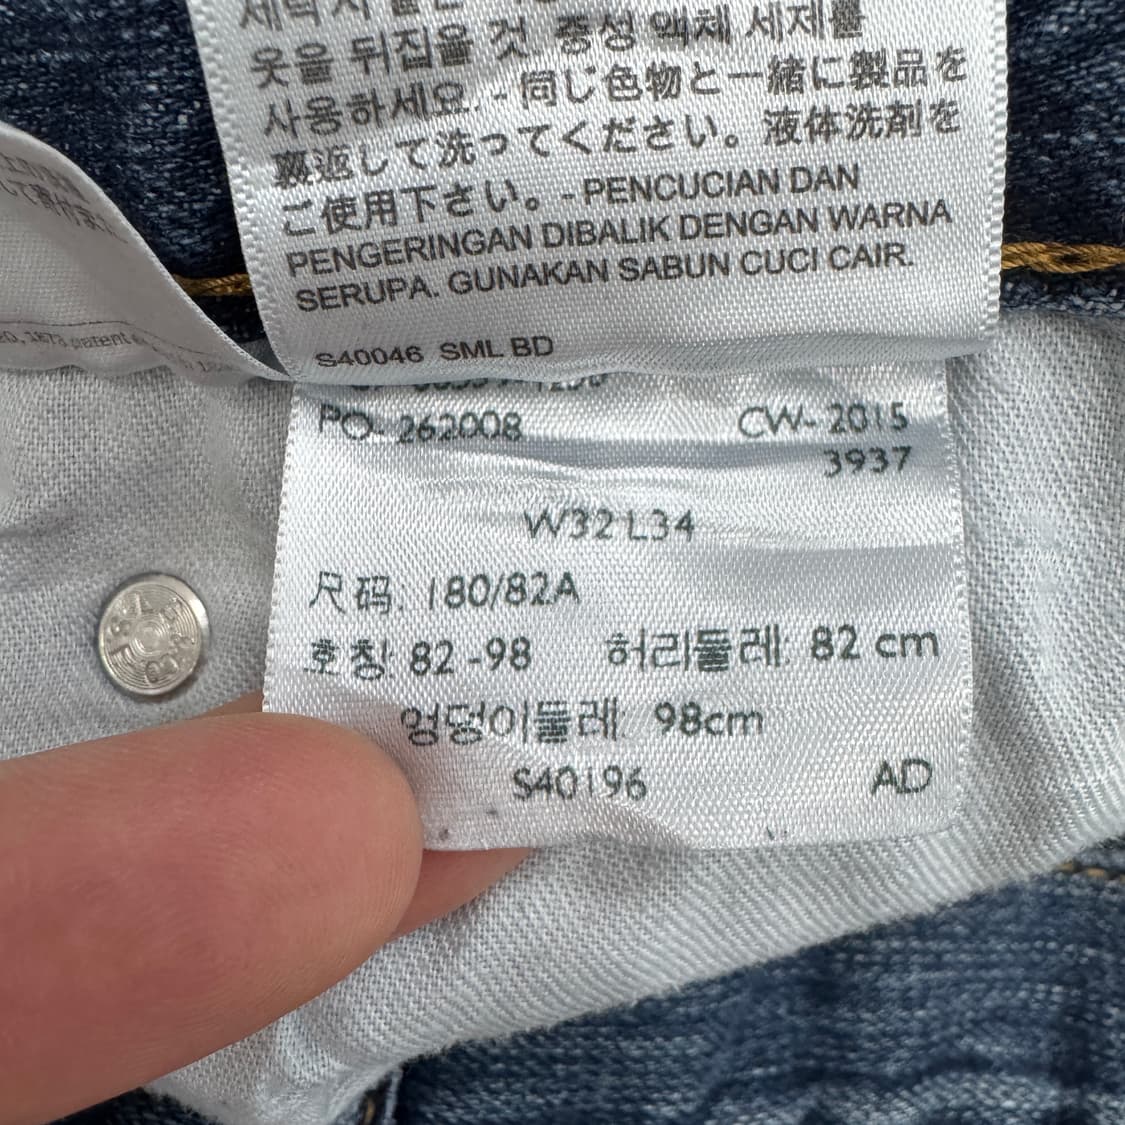 옷을 뒤집을 것. 중성 액체 세제를
사용하세요. - 同じ色物と一緒に製品を
裏返して洗ってください。液体洗剤を
ご使用下さい。- PENCUCIAN DAN
PENGERINGAN DIBALIK DENGAN WARNA
SERUPA. GUNAKAN SABUN CUCI CAIR.
S40046 SML BD
PO- 262008 CW- 2015
3937
W32 L34
尺码: 180/82A
호칭: 82 -98 허리둘레: 82 cm
엉덩이둘레: 98cm
S40196 AD